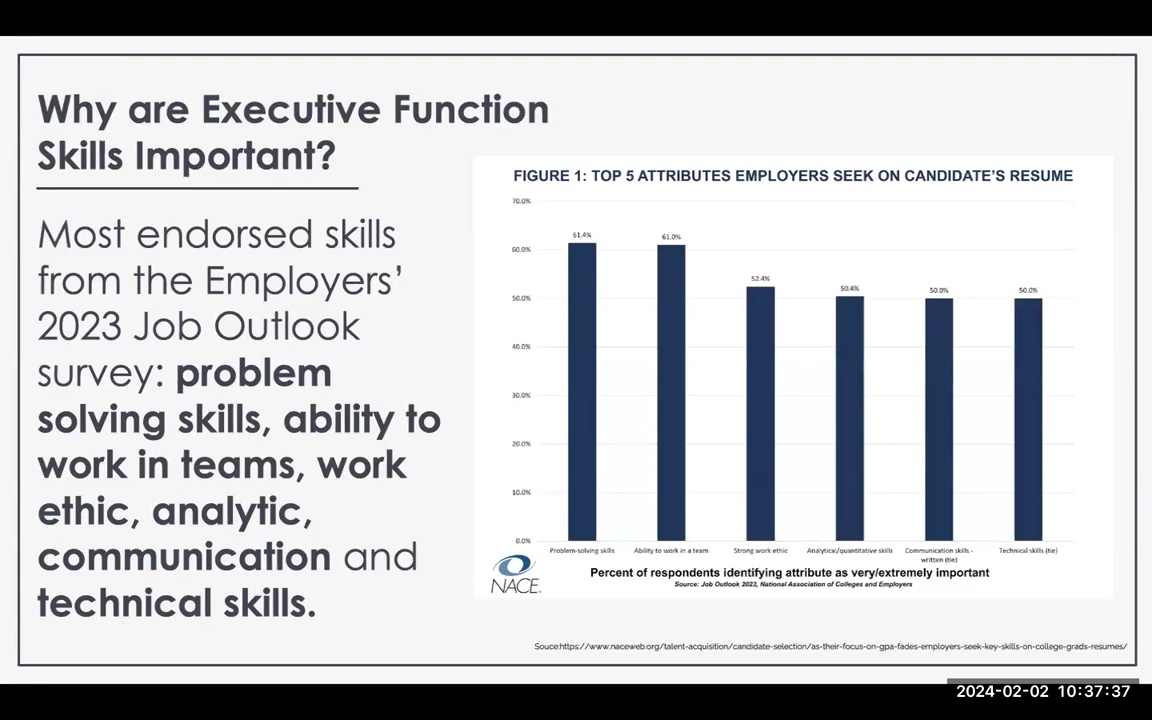 Why are Executive Function
Skills Important?
Most endorsed skills
from the Employers’
2023 Job Outlook
survey: problem
solving skills, ability to
work in teams, work
ethic, analytic,
communication and
technical skills.
FIGURE 1: TOP 5 ATTRIBUTES EMPLOYERS SEEK ON CANDIDATE’S RESUME
70.0%
60.0%
50.0%
40.0%
30.0%
20.0%
10.0%
0.0%
61.4%
61.0%
52.4%
50.4%
50.0%
50.0%
Problem-solving skills
Ability to work in a team
Strong work ethic
Analytical/quantitative skills
Communication skills -
written (tie)
Technical skills (tie)
NACE
Percent of respondents identifying attribute as very/extremely important
Source: Job Outlook 2023, National Association of Colleges and Employers
Souce:https://www.naceweb.org/talent-acquisition/candidate-selection/as-their-focus-on-gpa-fades-employers-seek-key-skills-on-college-grads-resumes/
2024-02-02 10:37:37